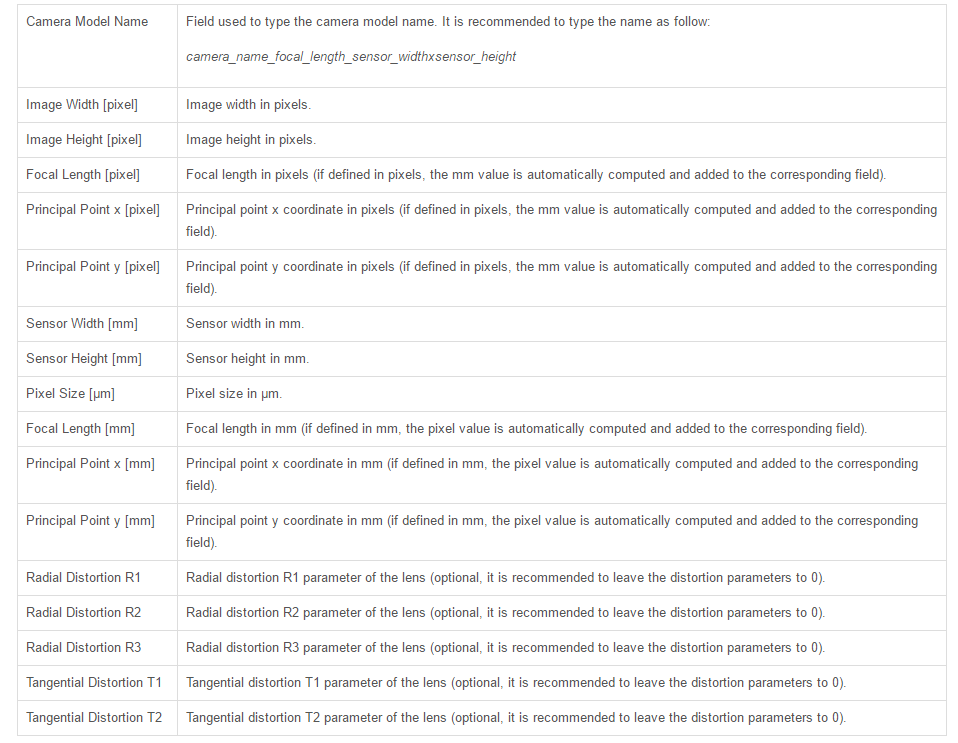 Camera Model Name
Field used to type the camera model name. It is recommended to type the name as follow:
camera_name_focal_length_sensor_widthxsensor_height
Image Width [pixel]
Image width in pixels.
Image Height [pixel]
Image height in pixels.
Focal Length [pixel]
Focal length in pixels (if defined in pixels, the mm value is automatically computed and added to the corresponding field).
Principal Point x [pixel]
Principal point x coordinate in pixels (if defined in pixels, the mm value is automatically computed and added to the corresponding
field).
Principal Point y [pixel]
Principal point y coordinate in pixels (if defined in pixels, the mm value is automatically computed and added to the corresponding
field).
Sensor Width [mm]
Sensor width in mm.
Sensor Height [mm]
Sensor height in mm.
Pixel Size [µm]
Pixel size in µm.
Focal Length [mm]
Focal length in mm (if defined in mm, the pixel value is automatically computed and added to the corresponding field).
Principal Point x [mm]
Principal point x coordinate in mm (if defined in mm, the pixel value is automatically computed and added to the corresponding
field).
Principal Point y [mm]
Principal point y coordinate in mm (if defined in mm, the pixel value is automatically computed and added to the corresponding
field).
Radial Distortion R1
Radial distortion R1 parameter of the lens (optional, it is recommended to leave the distortion parameters to 0).
Radial Distortion R2
Radial distortion R2 parameter of the lens (optional, it is recommended to leave the distortion parameters to 0).
Radial Distortion R3
Radial distortion R3 parameter of the lens (optional, it is recommended to leave the distortion parameters to 0).
Tangential Distortion T1
Tangential distortion T1 parameter of the lens (optional, it is recommended to leave the distortion parameters to 0).
Tangential Distortion T2
Tangential distortion T2 parameter of the lens (optional, it is recommended to leave the distortion parameters to 0).